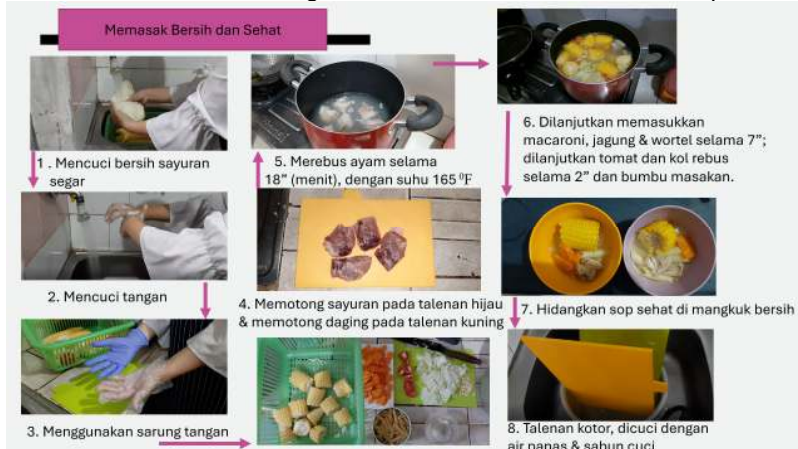 Memasak Bersih dan Sehat
1 . Mencuci bersih sayuran
segar
2. Mencuci tangan
3. Menggunakan sarung tangan
4. Memotong sayuran pada talenan hijau
& memotong daging pada talenan kuning
5. Merebus ayam selama
18” (menit), dengan suhu 165 ⁰F
6. Dilanjutkan memasukkan
macaroni, jagung & wortel selama 7”;
dilanjutkan tomat dan kol rebus
selama 2” dan bumbu masakan.
7. Hidangkan sop sehat di mangkuk bersih
8. Talenan kotor, dicuci dengan
air panas & sabun cuci